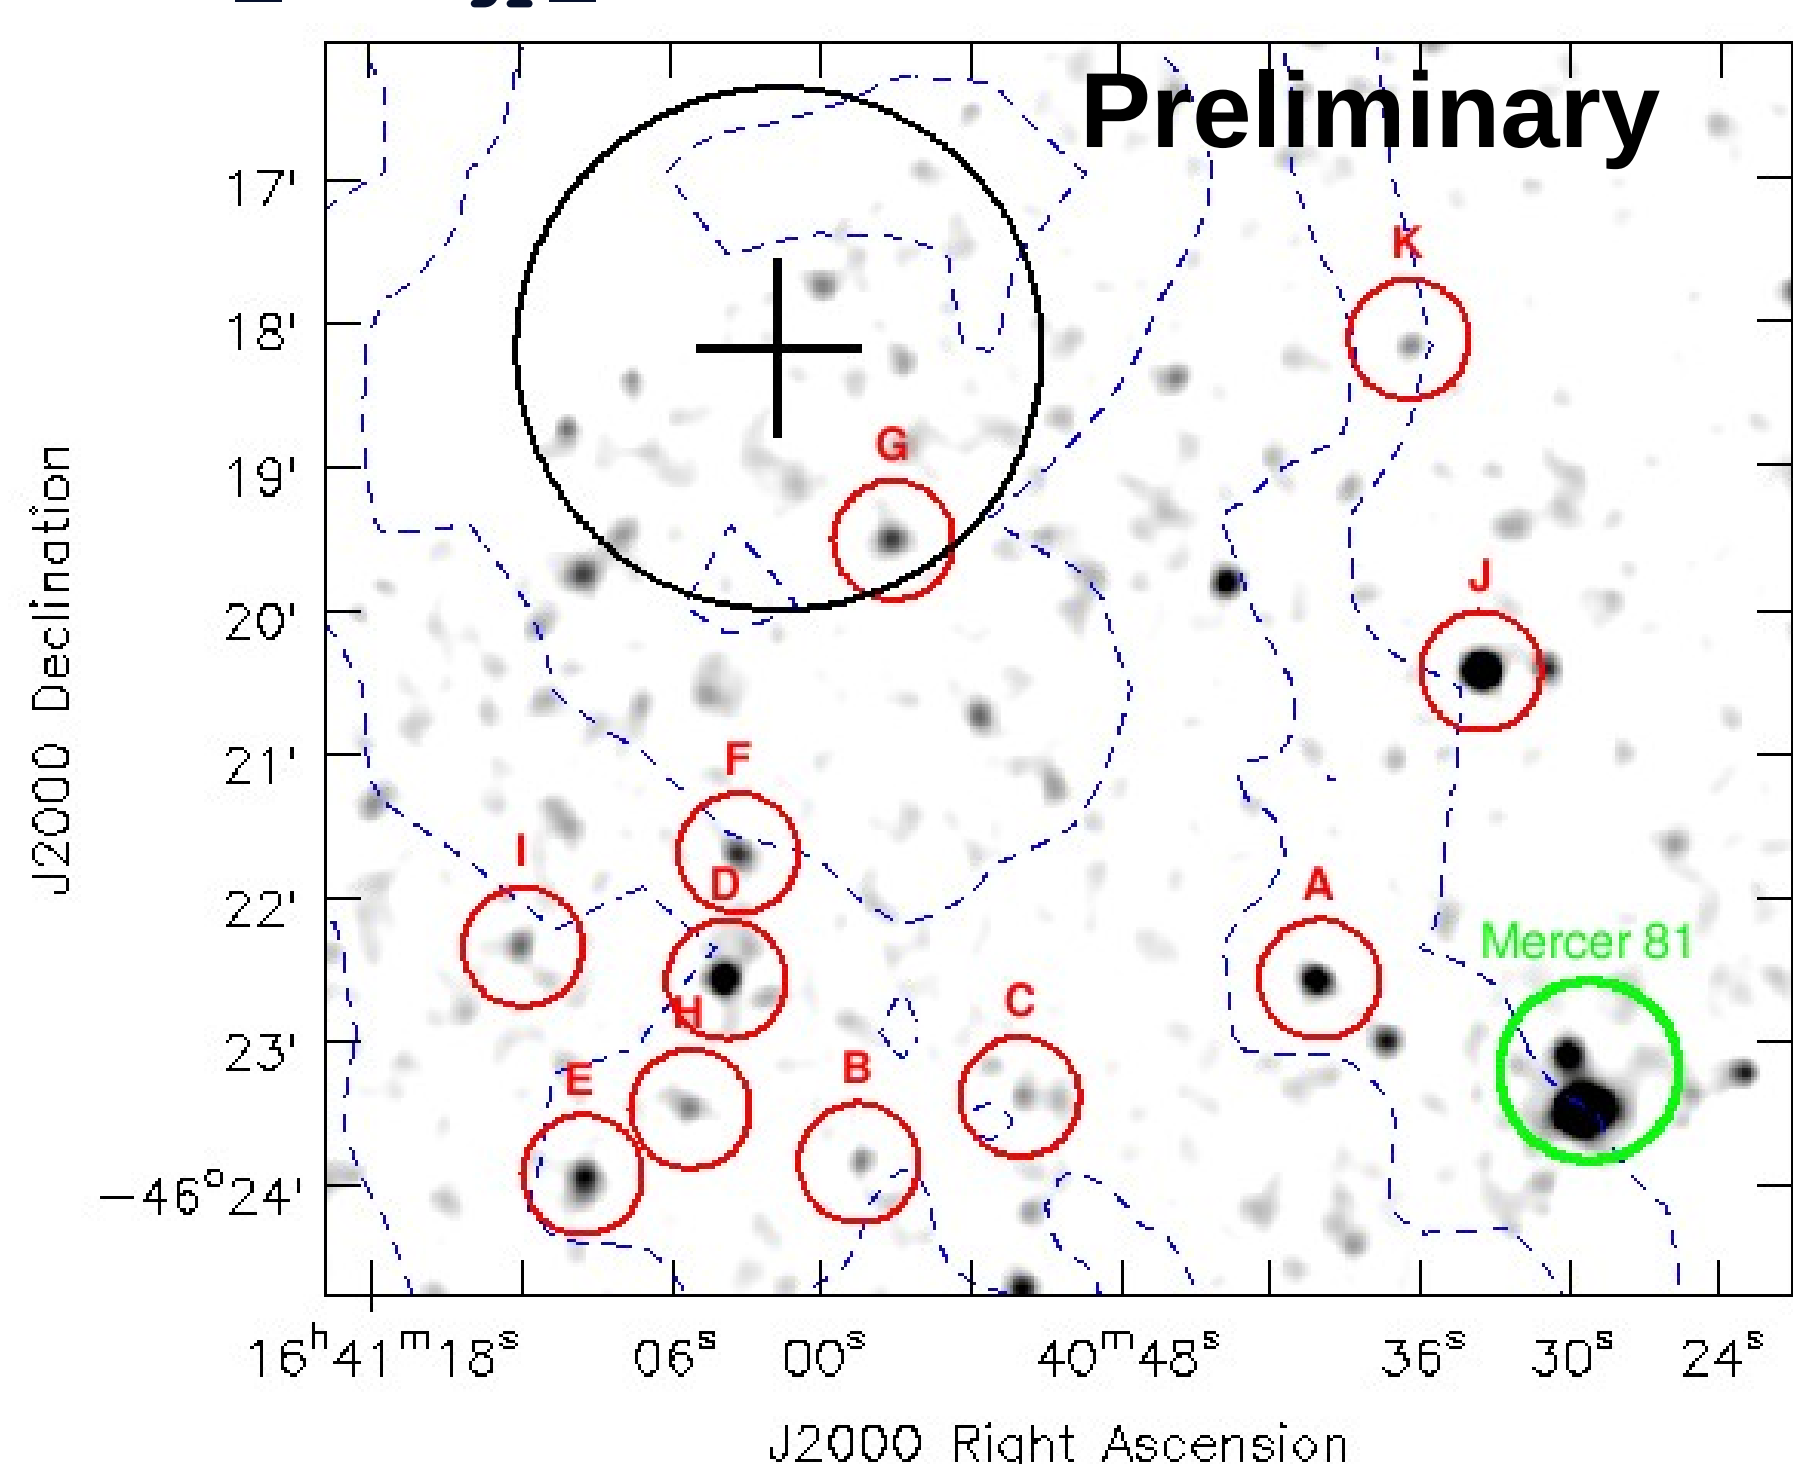 Preliminary
17'
K
18'
G
19'
J
20'
F
21'
I
D
A
22'
Mercer 81
C
H
23'
B
E
−46°24'
16h41m18s 06s 00s 40m48s 36s 30s 24s
J2000 Declination
J2000 Right Ascension